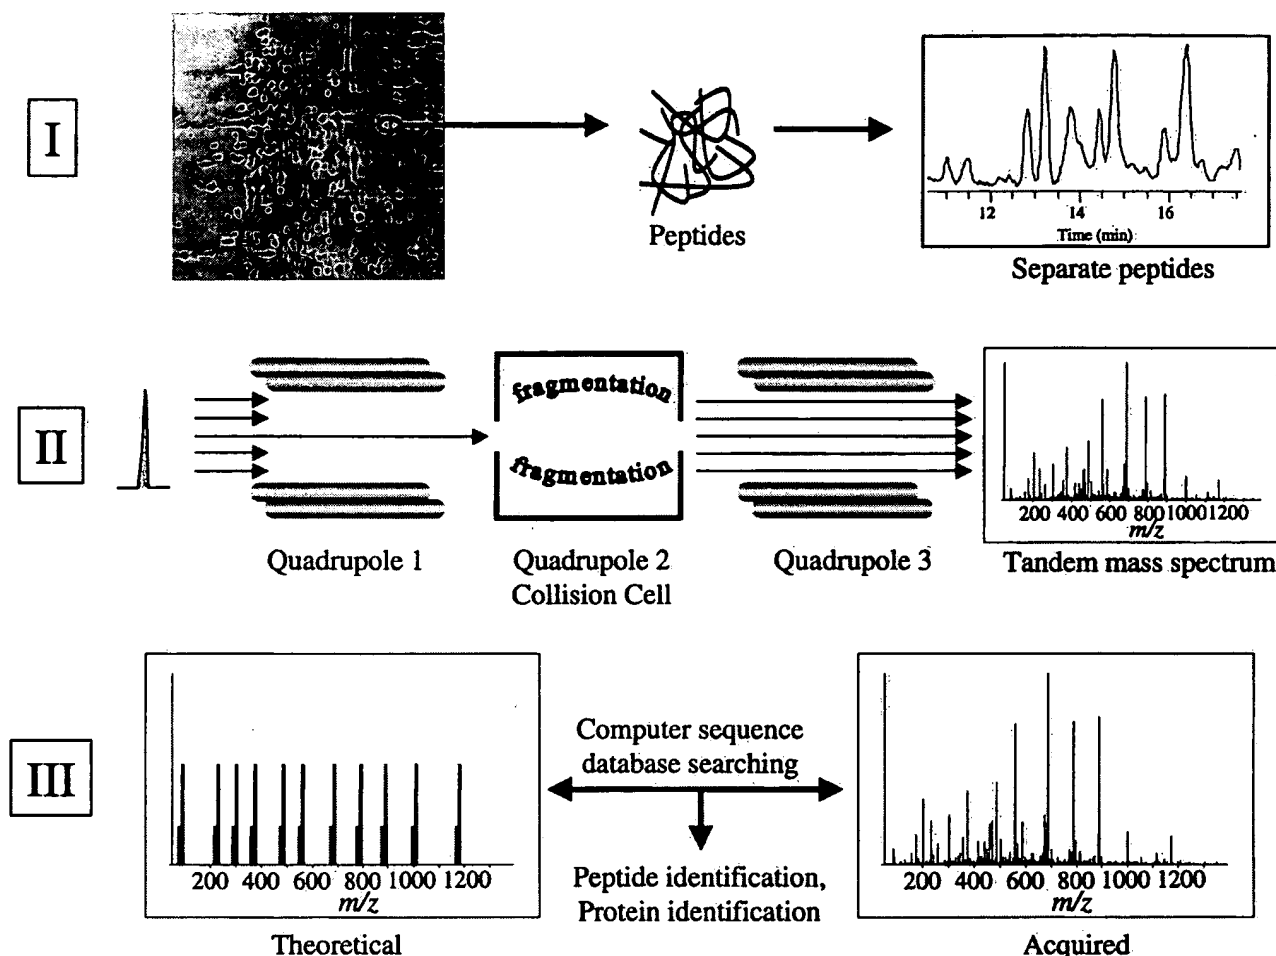 I
Peptides
12 14 16
Time (min)
Separate peptides
II
fragmentation
fragmentation
200 400 600 800 1000 1200
m/z
Quadrupole 1
Quadrupole 2
Collision Cell
Quadrupole 3
Tandem mass spectrum
III
200 400 600 800 1000 1200
m/z
Theoretical
Computer sequence
database searching
Peptide identification,
Protein identification
200 400 600 800 1000 1200
m/z
Acquired